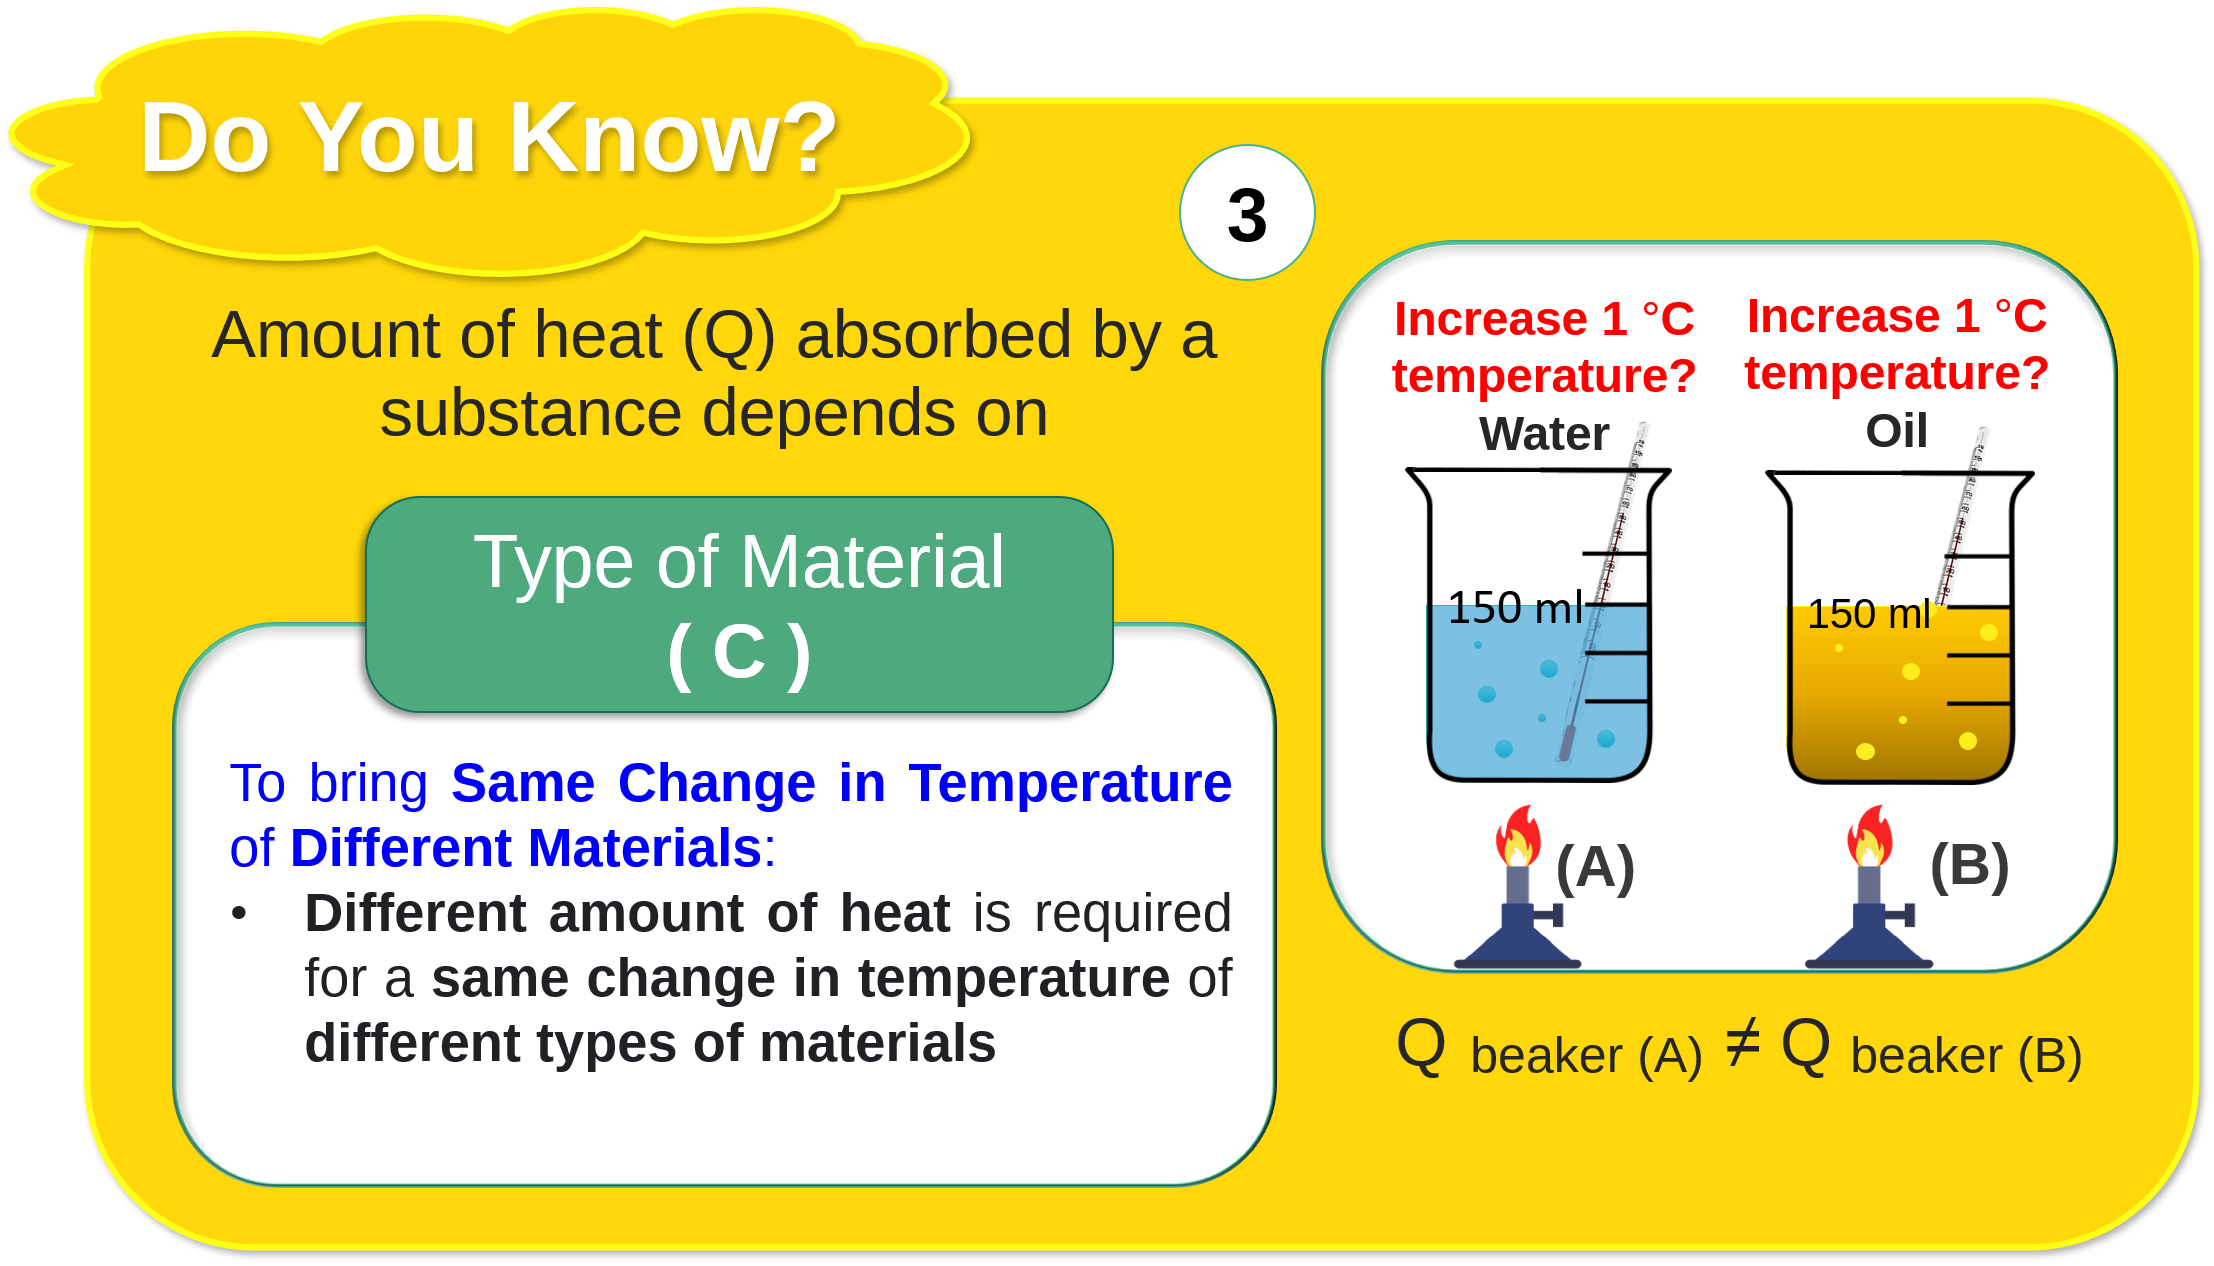 Do You Know?
3
Amount of heat (Q) absorbed by a
substance depends on
Type of Material
( C )
To bring Same Change in Temperature
of Different Materials:
• Different amount of heat is required
for a same change in temperature of
different types of materials
Increase 1 °C
temperature?
Water
150 ml
(A)
Increase 1 °C
temperature?
Oil
150 ml
(B)
Q beaker (A) ≠ Q beaker (B)